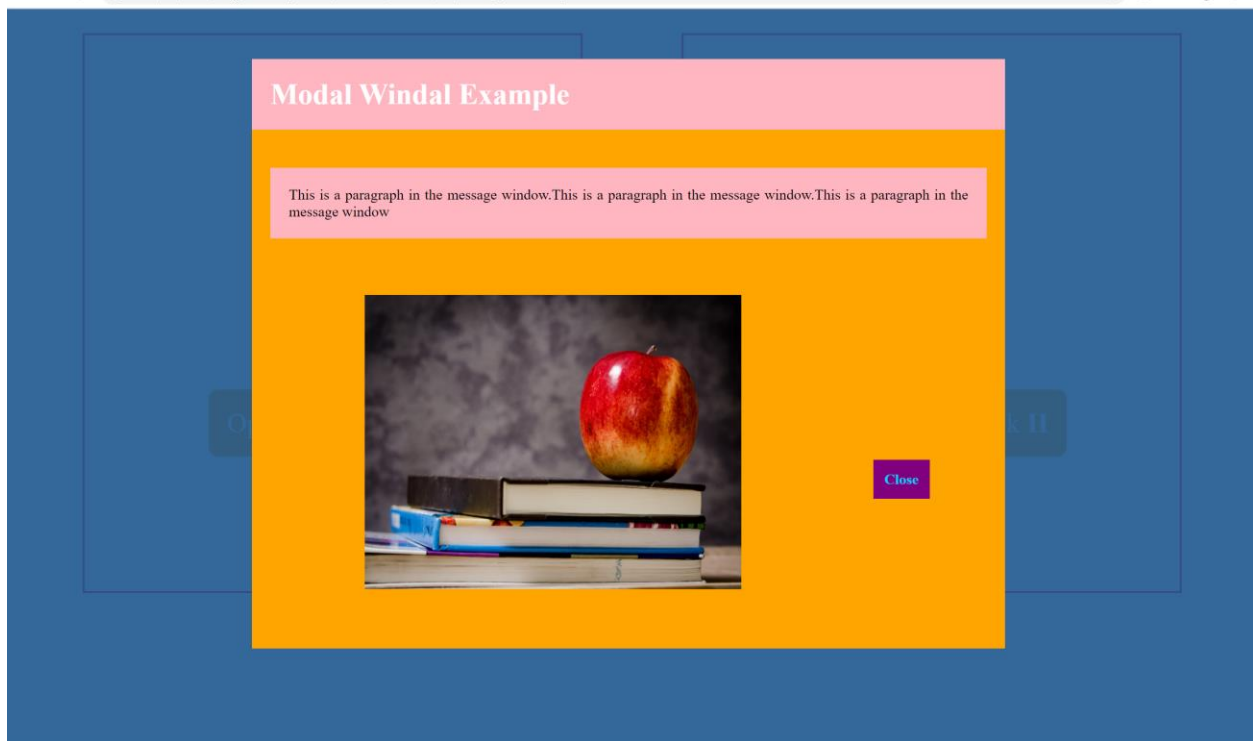 Modal Windal Example
This is a paragraph in the message window.This is a paragraph in the message window.This is a paragraph in the
message window
Close